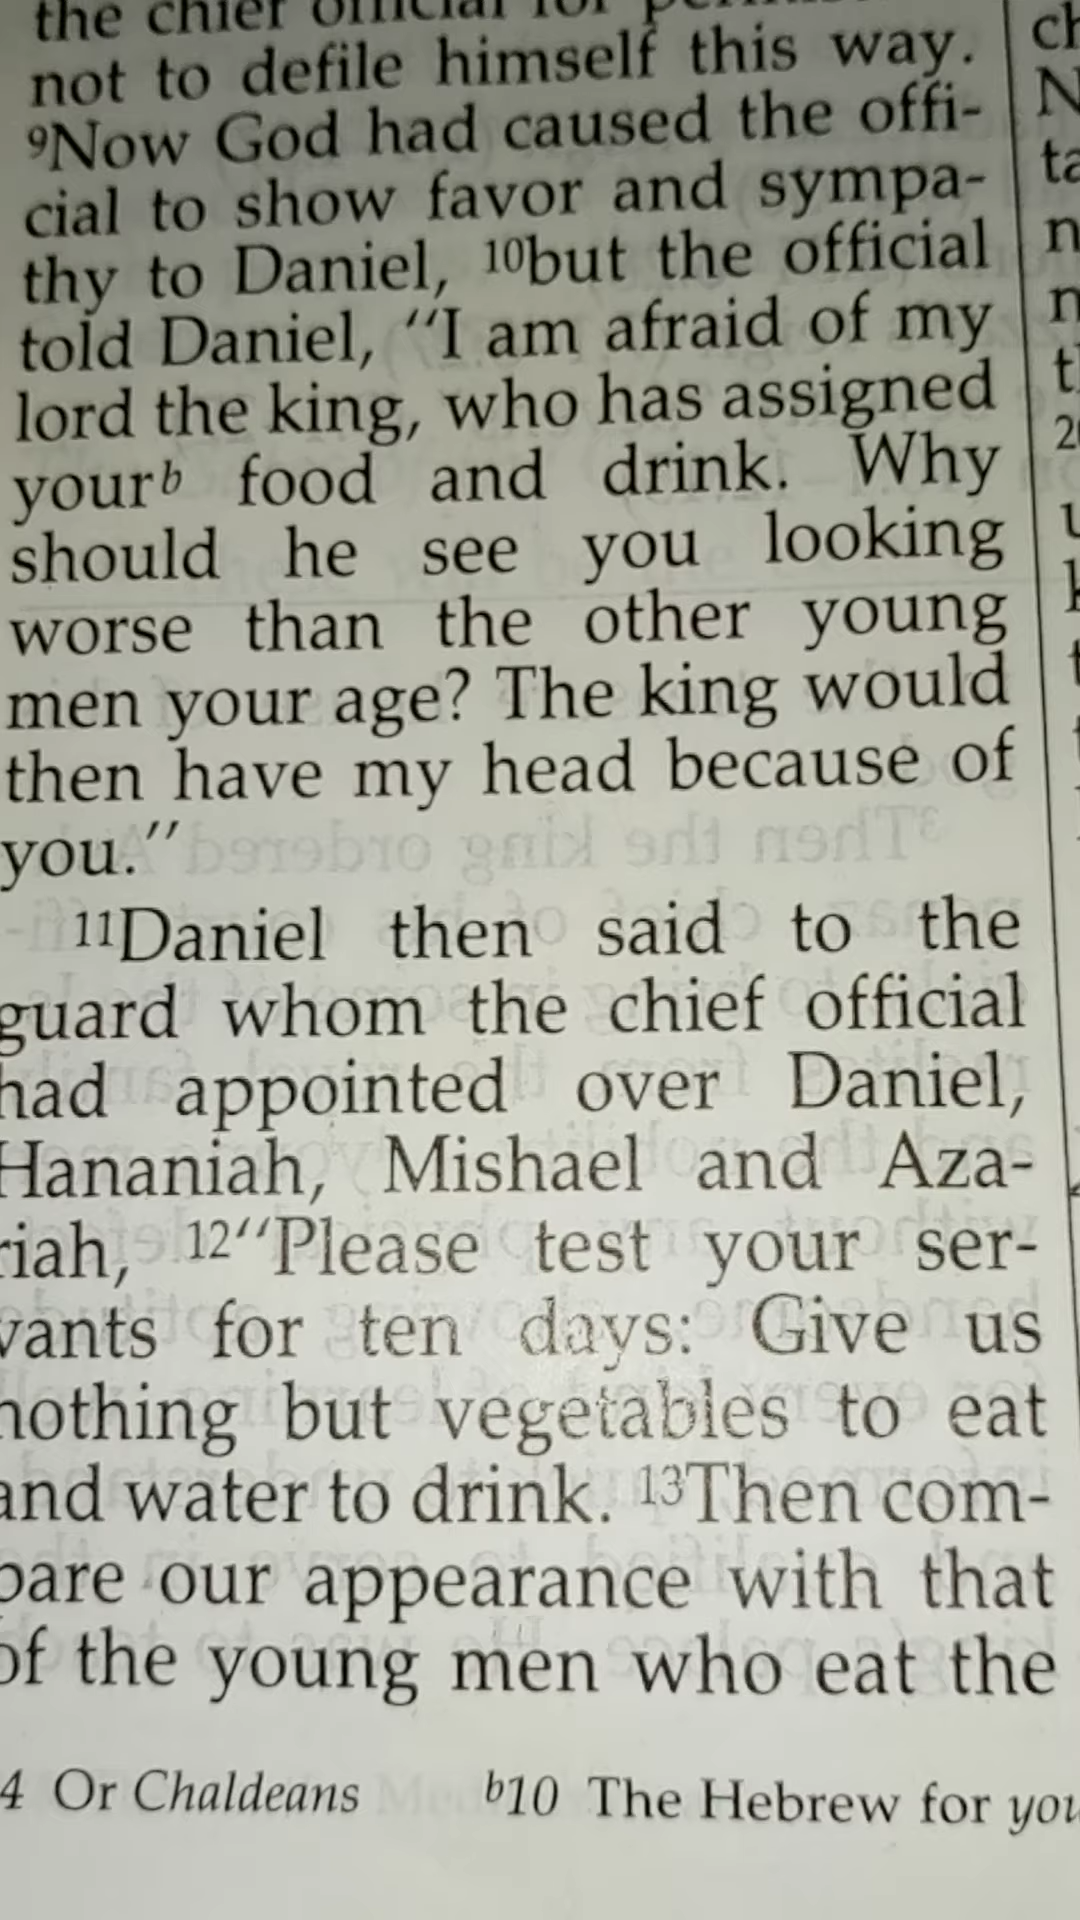 the chief official for
not to defile himself this way.
9Now God had caused the offi-
cial to show favor and sympa-
thy to Daniel, 10but the official
told Daniel, “I am afraid of my
lord the king, who has assigned
yourb food and drink. Why
should he see you looking
worse than the other young
men your age? The king would
then have my head because of
you.”
11Daniel then said to the
guard whom the chief official
had appointed over Daniel,
Hananiah, Mishael and Aza-
riah, 12“Please test your ser-
vants for ten days: Give us
nothing but vegetables to eat
and water to drink. 13Then com-
pare our appearance with that
of the young men who eat the
4 Or Chaldeans b10 The Hebrew for you